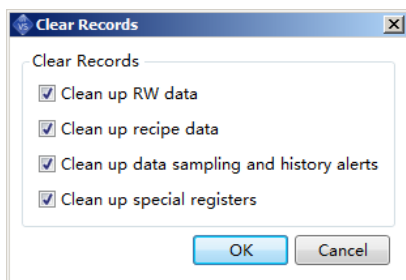 VS Clear Records
Clear Records
Clean up RW data
Clean up recipe data
Clean up data sampling and history alerts
Clean up special registers
OK Cancel